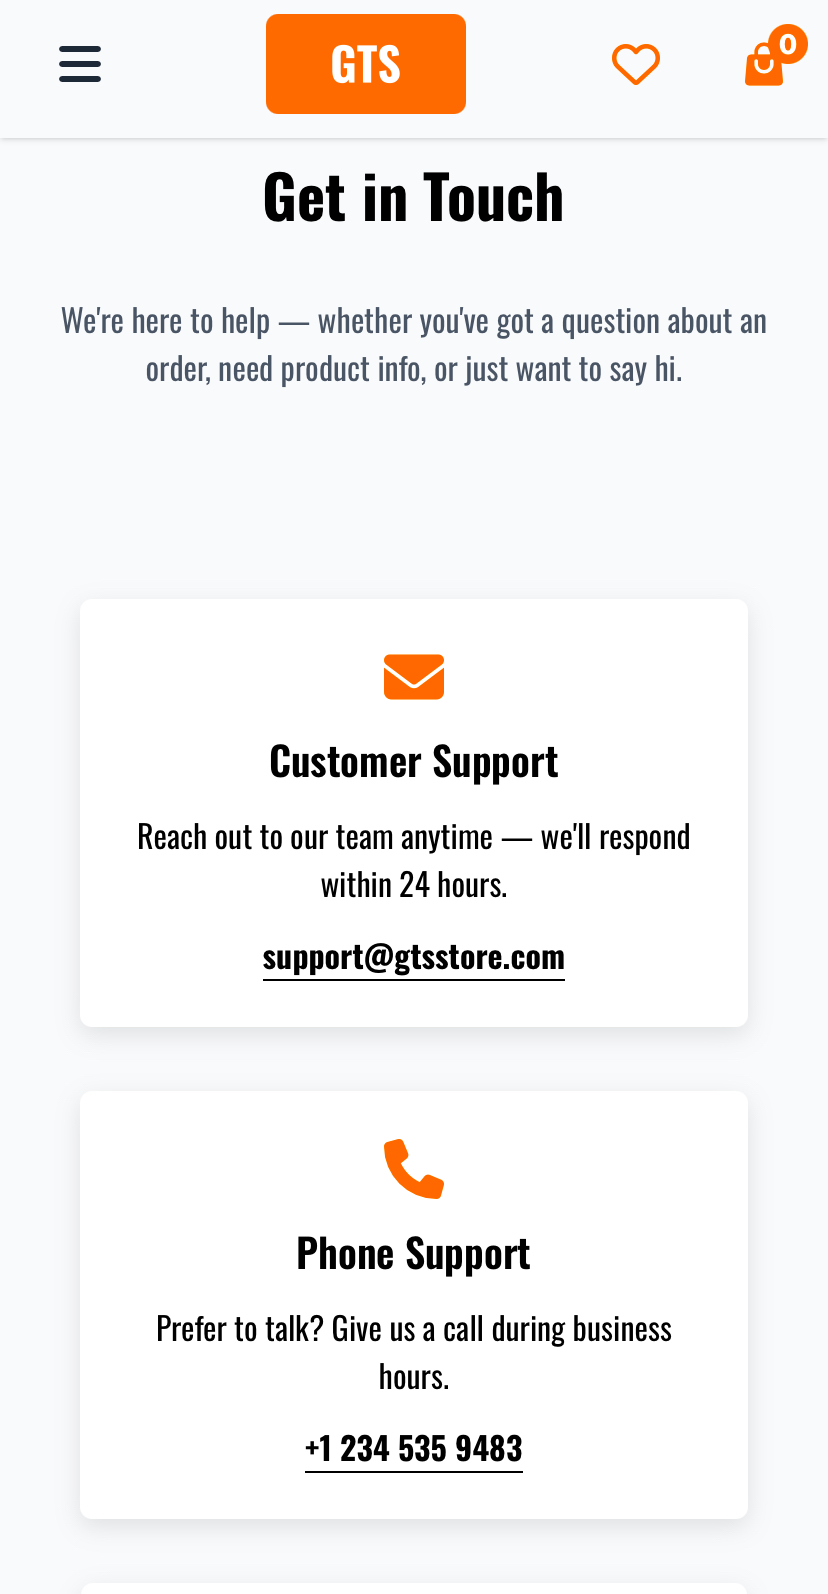 GTS
0
Get in Touch
We're here to help — whether you've got a question about an
order, need product info, or just want to say hi.
Customer Support
Reach out to our team anytime — we'll respond
within 24 hours.
support@gtsstore.com
Phone Support
Prefer to talk? Give us a call during business
hours.
+1 234 535 9483